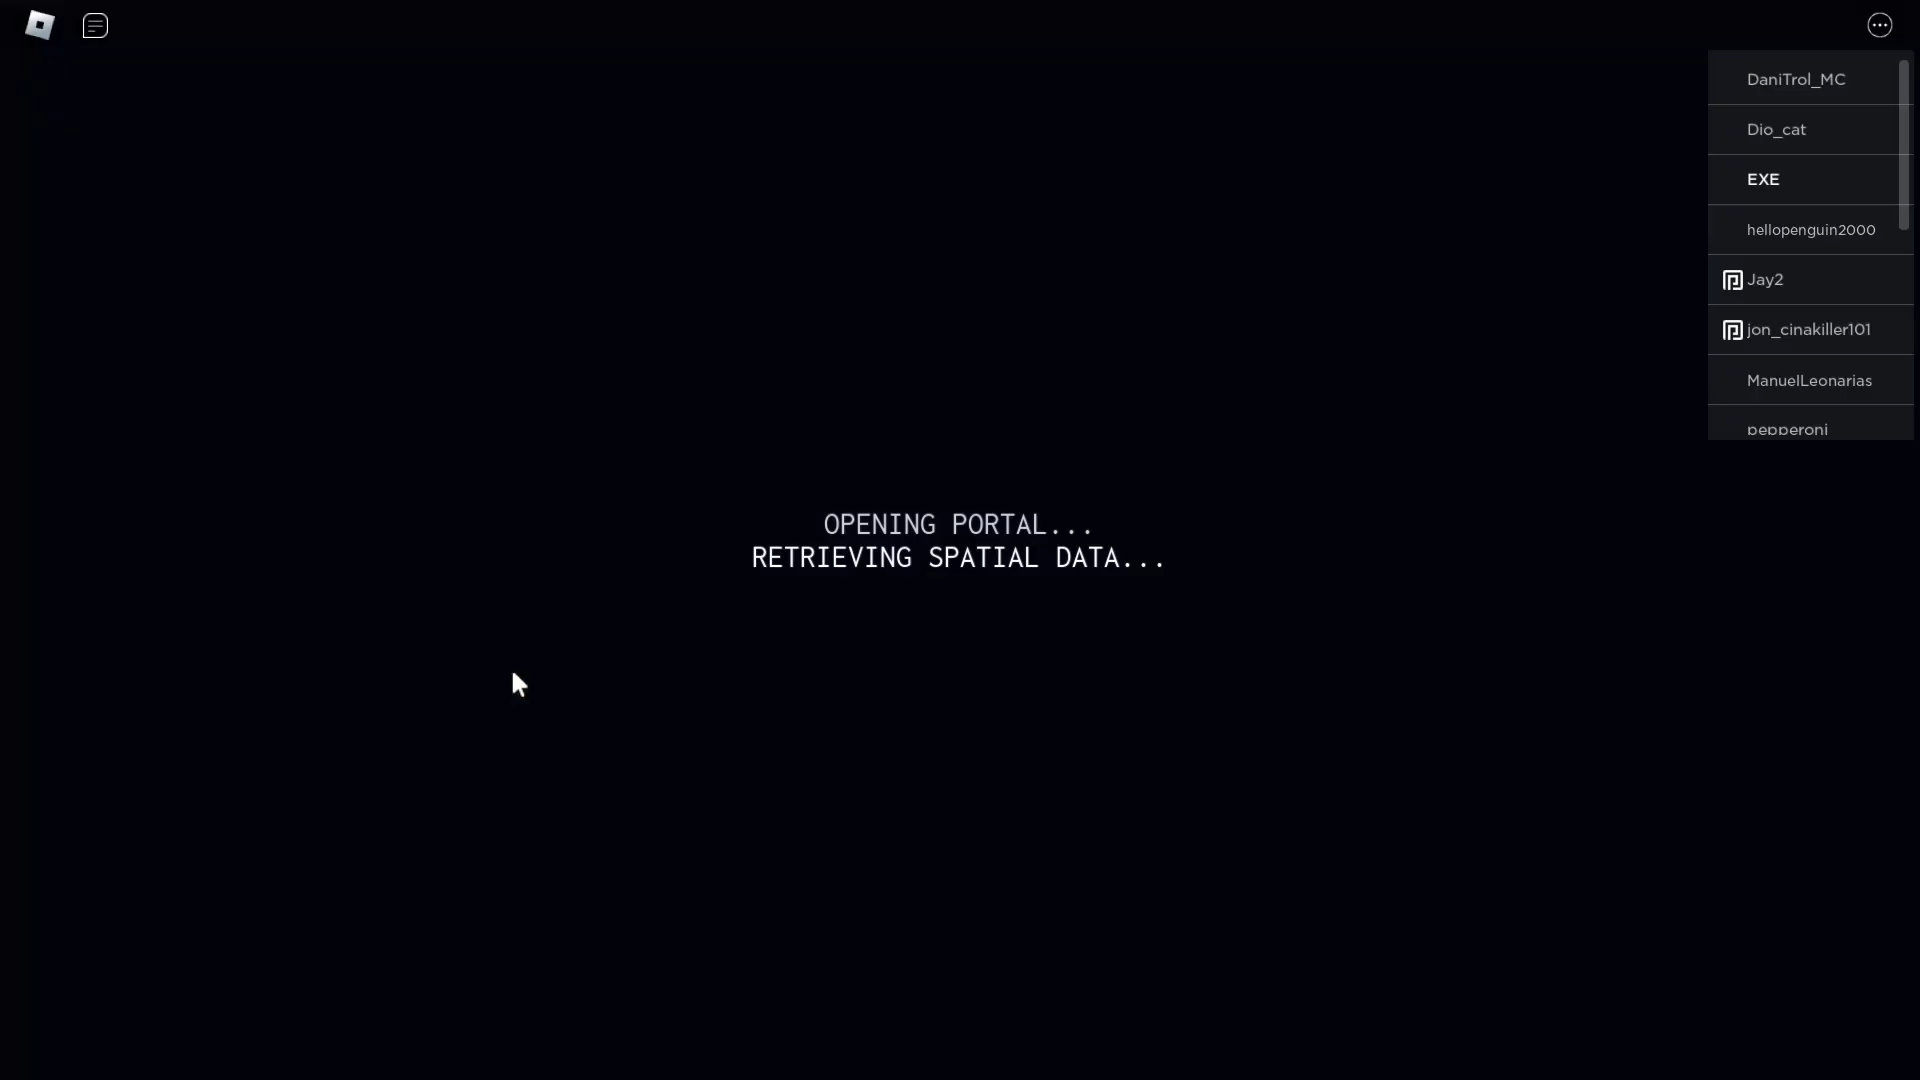 DaniTrol_MC
Dio_cat
EXE
hellopenguin2000
Jay2
jon_cinakiller101
ManuelLeonarias
pepperoni
OPENING PORTAL...
RETRIEVING SPATIAL DATA...